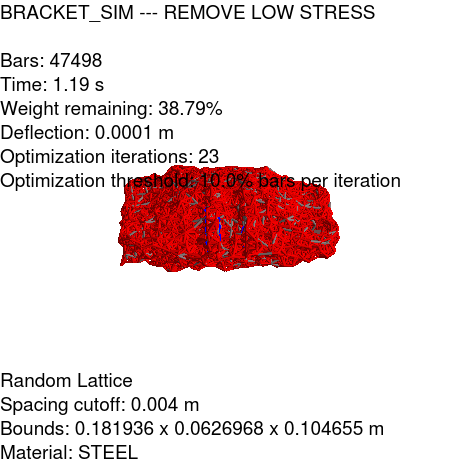 BRACKET_SIM --- REMOVE LOW STRESS
Bars: 47498
Time: 1.19 s
Weight remaining: 38.79%
Deflection: 0.0001 m
Optimization iterations: 23
Optimization threshold: 10.0% bars per iteration
Random Lattice
Spacing cutoff: 0.004 m
Bounds: 0.181936 x 0.0626968 x 0.104655 m
Material: STEEL